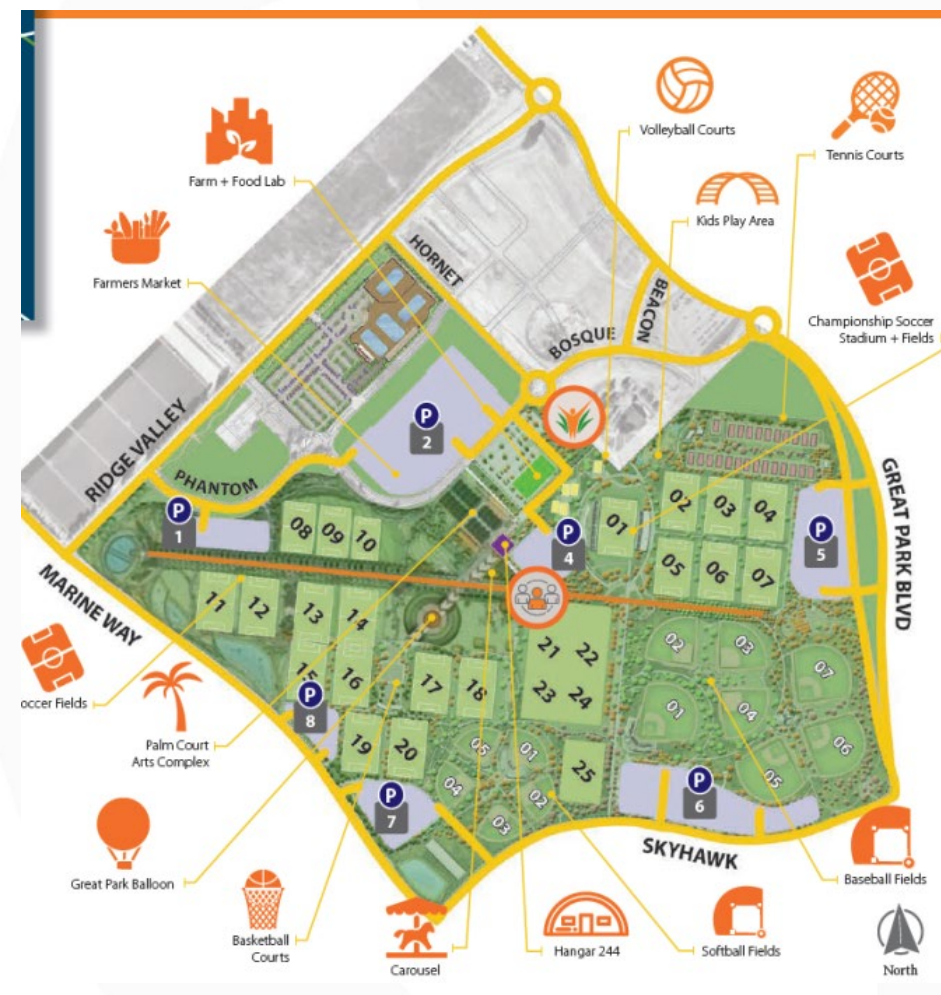 Volleyball Courts
Tennis Courts
Farm + Food Lab
Kids Play Area
Farmers Market
HORNET
BEACON
BOSQUE
Championship Soccer
Stadium + Fields
P
2
RIDGE VALLEY
PHANTOM
GREAT PARK BLVD
P
1
08
09
10
P
4
01
02
03
04
05
06
07
P
5
MARINE WAY
11
12
13
14
15
16
17
18
19
20
21
22
23
24
25
02
03
07
01
04
06
05
occer Fields
P
8
Palm Court
Arts Complex
05
01
04
02
03
P
7
P
6
SKYHAWK
Great Park Balloon
Baseball Fields
Basketball
Courts
Carousel
Hangar 244
Softball Fields
North